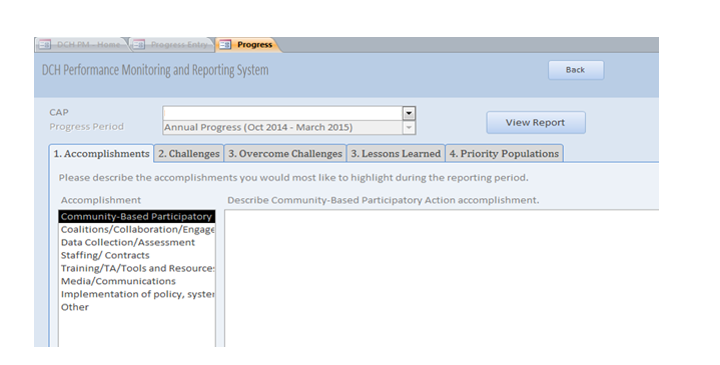 DCH PM - Home Progress Entry Progress
DCH Performance Monitoring and Reporting System
Back
CAP
Progress Period Annual Progress (Oct 2014 - March 2015)
View Report
1. Accomplishments 2. Challenges 3. Overcome Challenges 3. Lessons Learned 4. Priority Populations
Please describe the accomplishments you would most like to highlight during the reporting period.
Accomplishment Describe Community-Based Participatory Action accomplishment.
Community-Based Participatory
Coalitions/Collaboration/Engage
Data Collection/Assessment
Staffing/ Contracts
Training/TA/Tools and Resources
Media/Communications
Implementation of policy, syster
Other